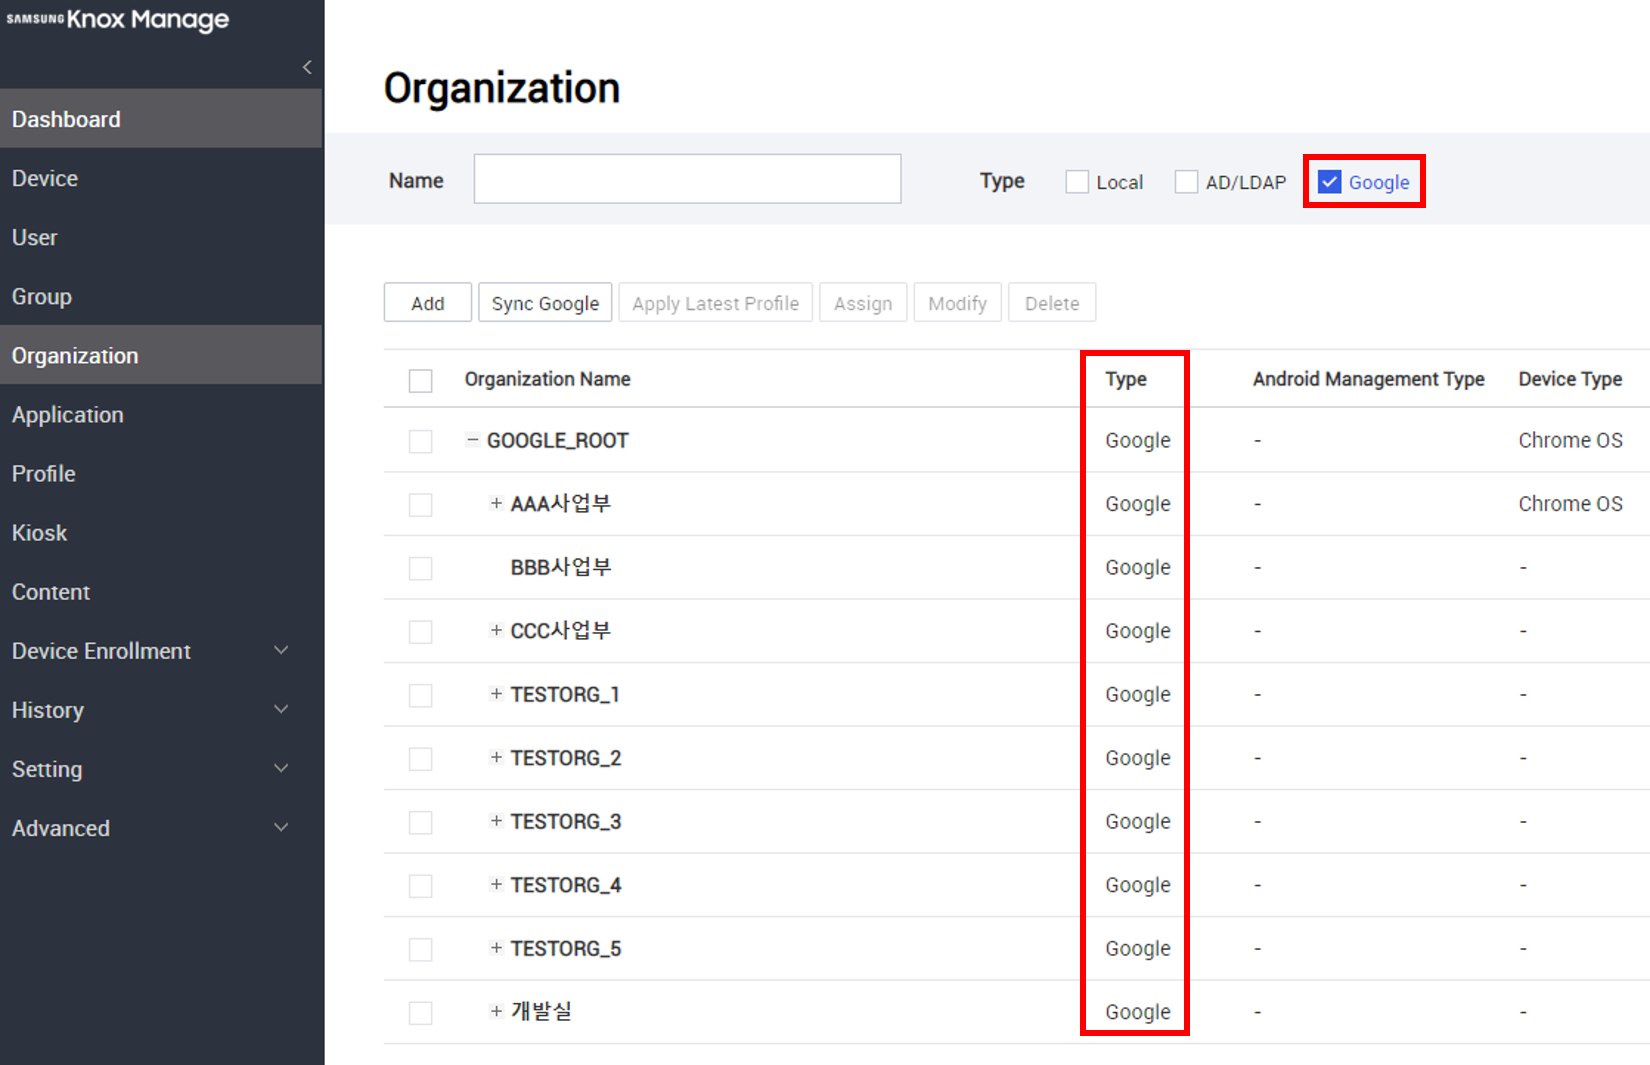 SAMSUNG Knox Manage
Dashboard
Device
User
Group
Organization
Application
Profile
Kiosk
Content
Device Enrollment
History
Setting
Advanced
Organization
Name Type Local AD/LDAP Google
Add Sync Google Apply Latest Profile Assign Modify Delete
Organization Name Type Android Management Type Device Type
GOOGLE_ROOT Google - Chrome OS
AAA사업부 Google - Chrome OS
BBB사업부 Google - -
CCC사업부 Google - -
TESTORG_1 Google - -
TESTORG_2 Google - -
TESTORG_3 Google - -
TESTORG_4 Google - -
TESTORG_5 Google - -
개발실 Google - -